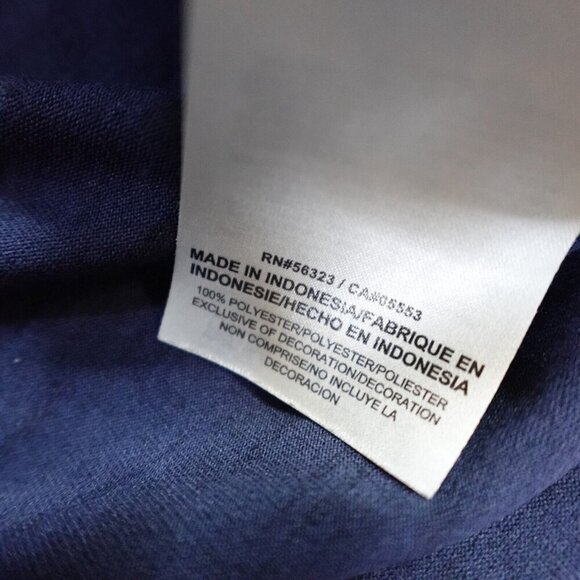 RN#56323 / CA#05553
MADE IN INDONESIA/FABRIQUE EN
INDONESIE/HECHO EN INDONESIA
100% POLYESTER/POLYESTER/POLIESTER
EXCLUSIVE OF DECORATION/DECORATION
NON COMPRISE/NO INCLUYE LA
DECORACION